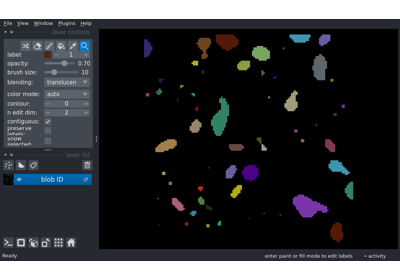 File View Window Plugins Help
layer controls
label: 1
opacity: 0.70
brush size: 10
blending: translucen
color mode: auto
contour: 0
n edit dim: 2
contiguous:
preserve
labels:
show
selected:
layer list
blob ID
Ready enter paint or fill mode to edit labels activity